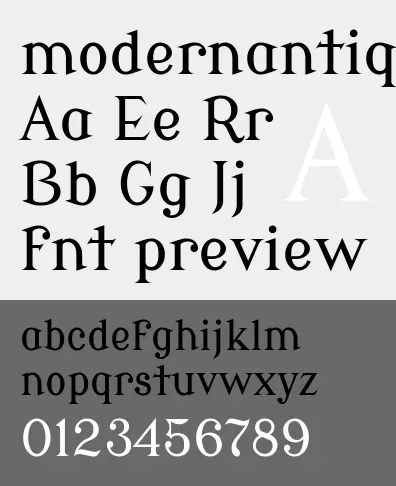 modernantiq
Aa Ee Rr
A
Bb Gg Jj
fnt preview
abcdefghijklm
nopqrstuvwxyz
0123456789